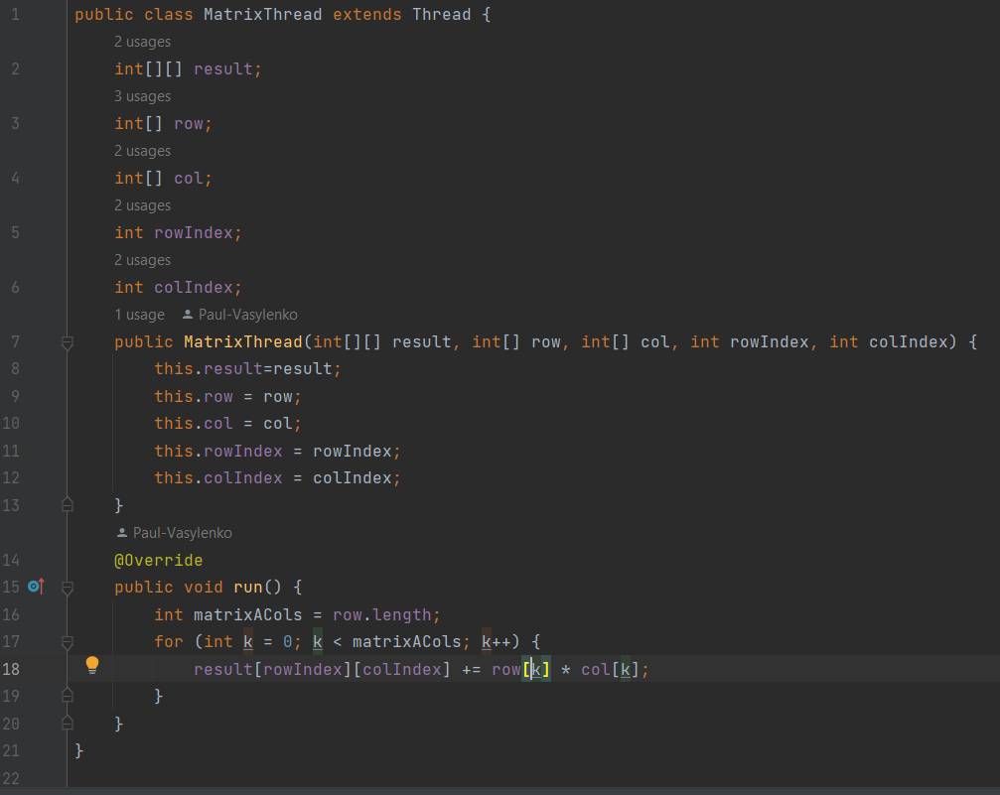 1 public class MatrixThread extends Thread {
2 usages
2 int[][] result;
3 usages
3 int[] row;
2 usages
4 int[] col;
2 usages
5 int rowIndex;
2 usages
6 int colIndex;
1 usage Paul-Vasylenko
7 public MatrixThread(int[][] result, int[] row, int[] col, int rowIndex, int colIndex) {
8 this.result=result;
9 this.row = row;
10 this.col = col;
11 this.rowIndex = rowIndex;
12 this.colIndex = colIndex;
13 }
Paul-Vasylenko
14 @Override
15 public void run() {
16 int matrixACols = row.length;
17 for (int k = 0; k < matrixACols; k++) {
18 result[rowIndex][colIndex] += row[k] * col[k];
19 }
20 }
21 }
22